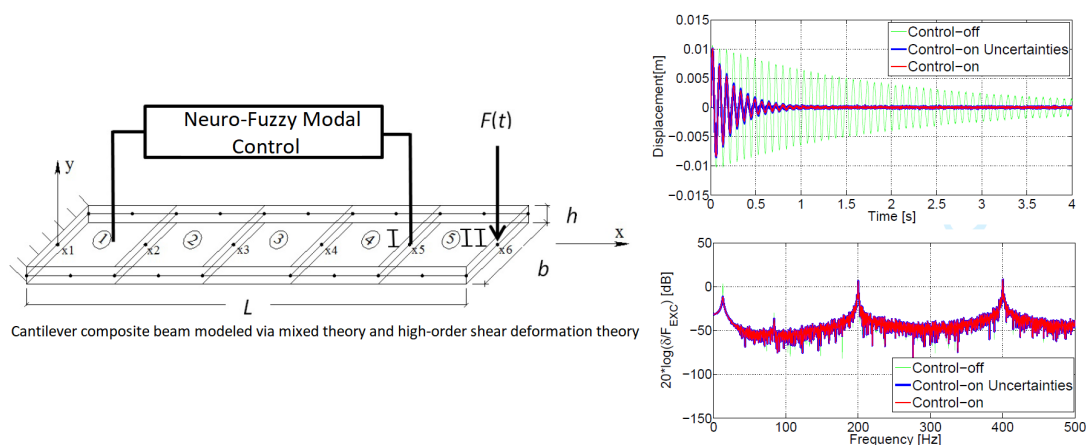 Neuro-Fuzzy Modal
Control
F(t)
y
h
1
2
3
4
I
5
II
x
x1
x2
x3
x4
x5
x6
b
L
Cantilever composite beam modeled via mixed theory and high-order shear deformation theory
0.015
0.01
0.005
0
-0.005
-0.01
-0.015
Displacement[m]
Control-off
Control-on Uncertainties
Control-on
0 0.5 1 1.5 2 2.5 3 3.5 4
Time [s]
50
0
-50
-100
-150
20*log(δ/F_EXC) [dB]
Control-off
Control-on Uncertainties
Control-on
0 100 200 300 400 500
Frequency [Hz]